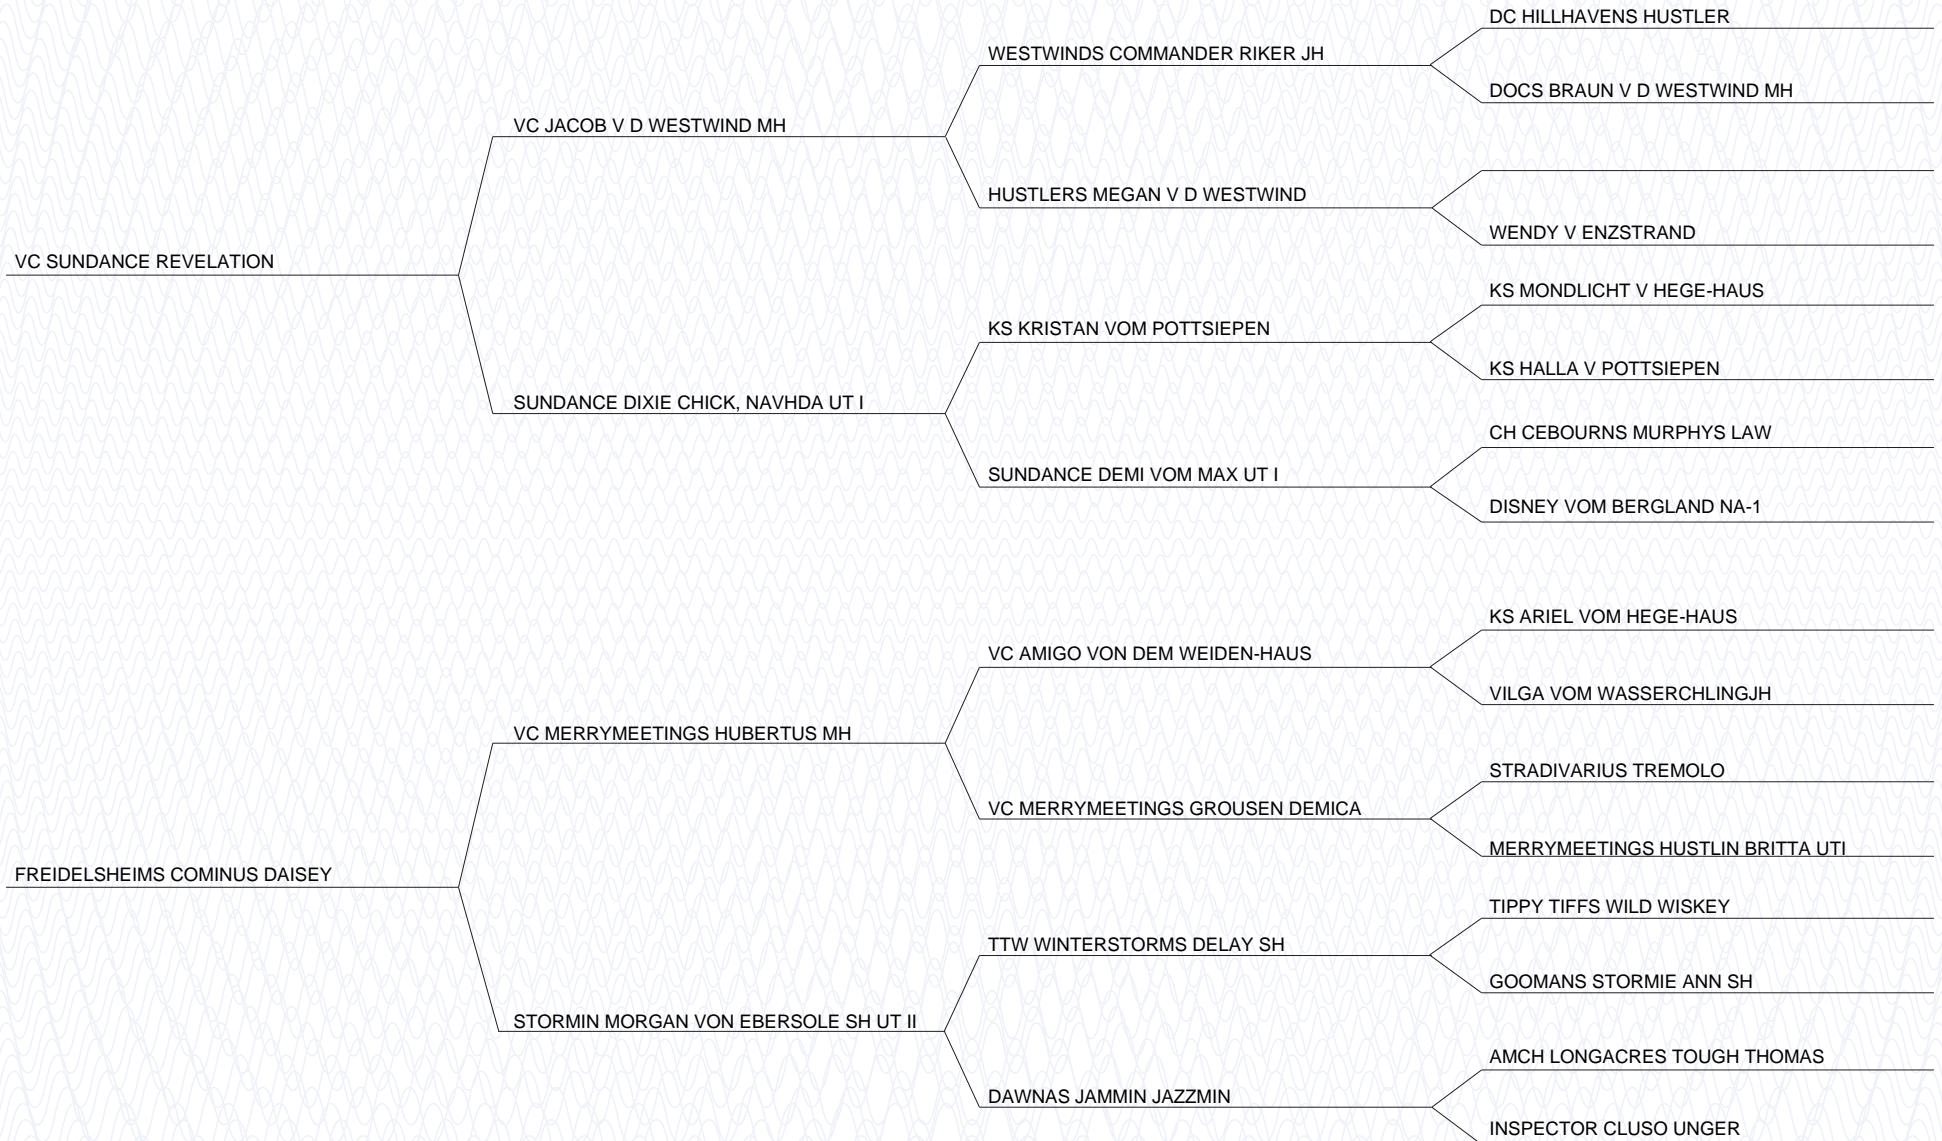 DC HILLHAVENS HUSTLER
WESTWINDS COMMANDER RIKER JH
DOCS BRAUN V D WESTWIND MH
VC JACOB V D WESTWIND MH
HUSTLERS MEGAN V D WESTWIND
WENDY V ENZSTRAND
VC SUNDANCE REVELATION
KS MONDLICHT V HEGE-HAUS
KS KRISTAN VOM POTTSIEPEN
KS HALLA V POTTSIEPEN
SUNDANCE DIXIE CHICK, NAVHDA UT I
CH CEBOURNS MURPHYS LAW
SUNDANCE DEMI VOM MAX UT I
DISNEY VOM BERGLAND NA-1
KS ARIEL VOM HEGE-HAUS
VC AMIGO VON DEM WEIDEN-HAUS
VILGA VOM WASSERCHLINGJH
VC MERRYMEETINGS HUBERTUS MH
STRADIVARIUS TREMOLO
VC MERRYMEETINGS GROUSEN DEMICA
MERRYMEETINGS HUSTLIN BRITTA UTI
FREIDELSHEIMS COMINUS DAISEY
TIPPY TIFFS WILD WISKEY
TTW WINTERSTORMS DELAY SH
GOOMANS STORMIE ANN SH
STORMIN MORGAN VON EBERSOLE SH UT II
AMCH LONGACRES TOUGH THOMAS
DAWNAS JAMMIN JAZZMIN
INSPECTOR CLUSO UNGER